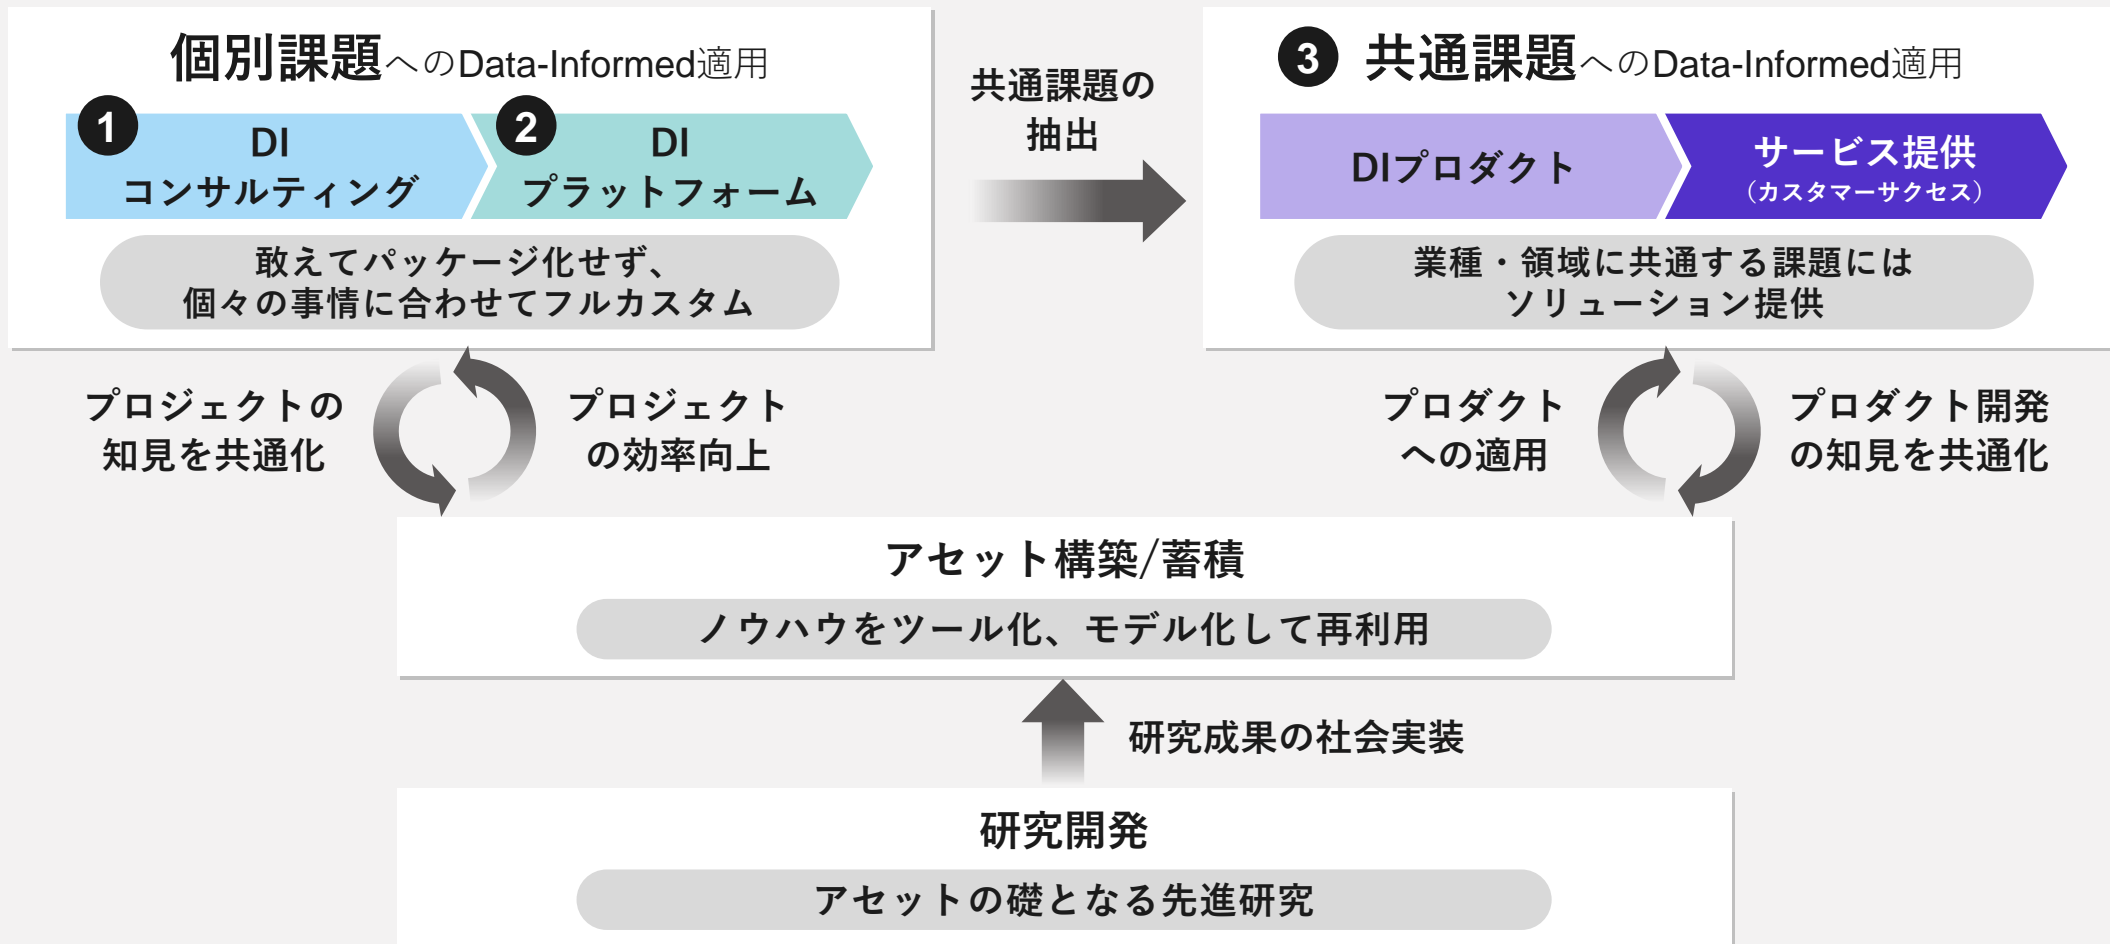 個別課題へのData-Informed適用
1
DI
コンサルティング
2
DI
プラットフォーム
敢えてパッケージ化せず、
個々の事情に合わせてフルカスタム
共通課題の
抽出
3 共通課題へのData-Informed適用
DIプロダクト
サービス提供
（カスタマーサクセス）
業種・領域に共通する課題には
ソリューション提供
プロジェクトの
知見を共通化
プロジェクト
の効率向上
プロダクト
への適用
プロダクト開発
の知見を共通化
アセット構築/蓄積
ノウハウをツール化、モデル化して再利用
研究成果の社会実装
研究開発
アセットの礎となる先進研究